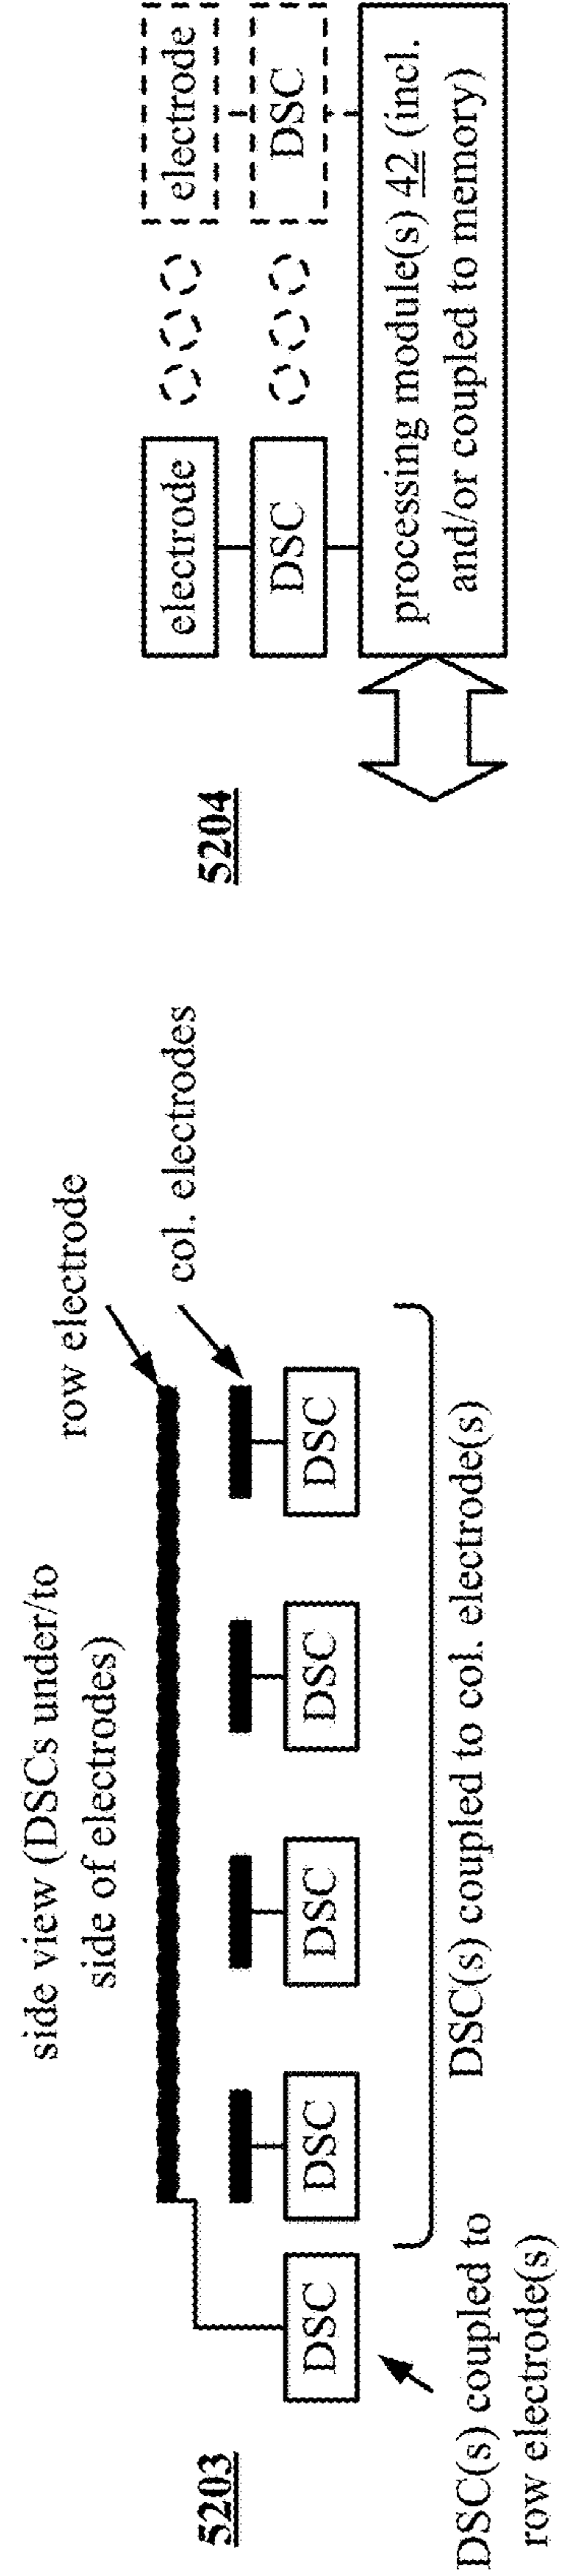 side view (DSCs under/to
side of electrodes)
row electrode
col. electrodes
5203
DSC
DSC
DSC
DSC
DSC
DSC(s) coupled to
row electrode(s)
DSC(s) coupled to col. electrode(s)
5204
electrode
electrode
DSC
DSC
processing module(s) 42 (incl.
and/or coupled to memory)